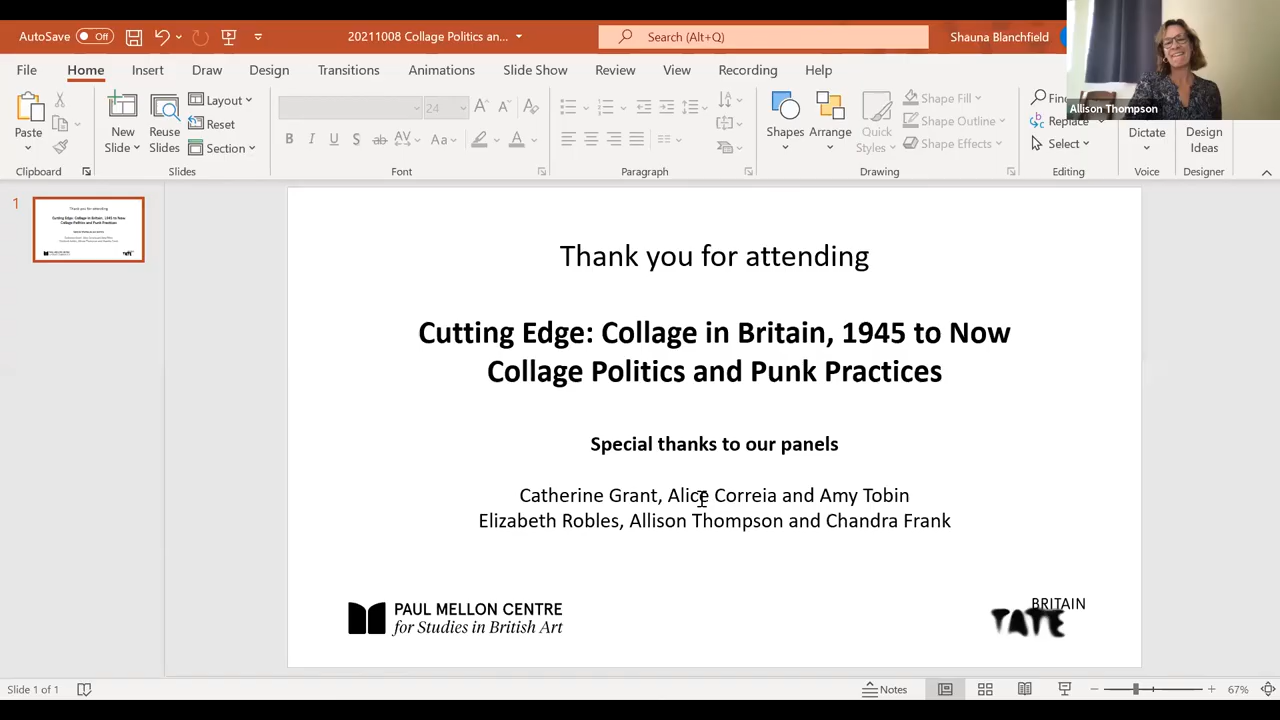 AutoSave Off 20211008 Collage Politics an... Search (Alt+Q) Shauna Blanchfield
File Home Insert Draw Design Transitions Animations Slide Show Review View Recording Help
Allison Thompson
Paste
New Slide
Reuse Slides
Layout
Reset
Section
24
B I U S ab AV Aa A
Shapes
Arrange
Quick Styles
Shape Fill
Shape Outline
Shape Effects
Replace
Select
Dictate
Design Ideas
Clipboard Slides Font Paragraph Drawing Editing Voice Designer
1
Thank you for attending
Cutting Edge: Collage in Britain, 1945 to Now
Collage Politics and Punk Practices
Special thanks to our panels
Catherine Grant, Alice Correia and Amy Tobin
Elizabeth Robles, Allison Thompson and Chandra Frank
PAUL MELLON CENTRE
for Studies in British Art
BRITAIN
TATE
Slide 1 of 1 Notes 67%